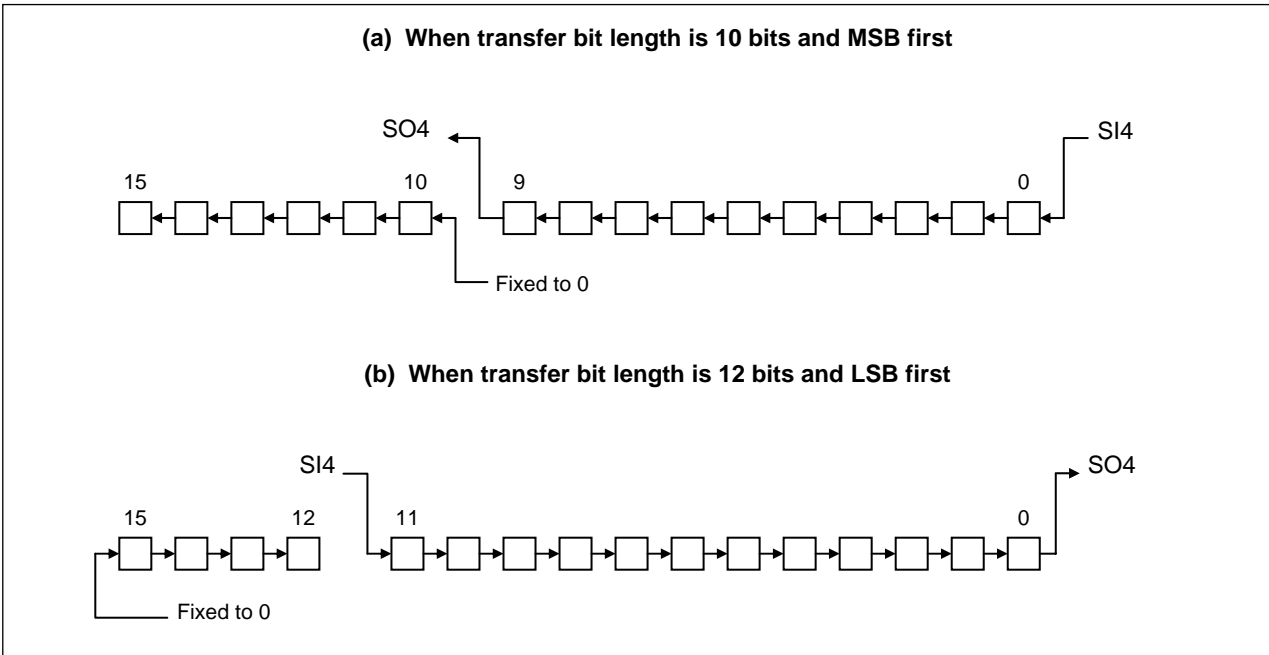 (a) When transfer bit length is 10 bits and MSB first
SO4
SI4
15
10
9
0
Fixed to 0
(b) When transfer bit length is 12 bits and LSB first
SI4
SO4
15
12
11
0
Fixed to 0